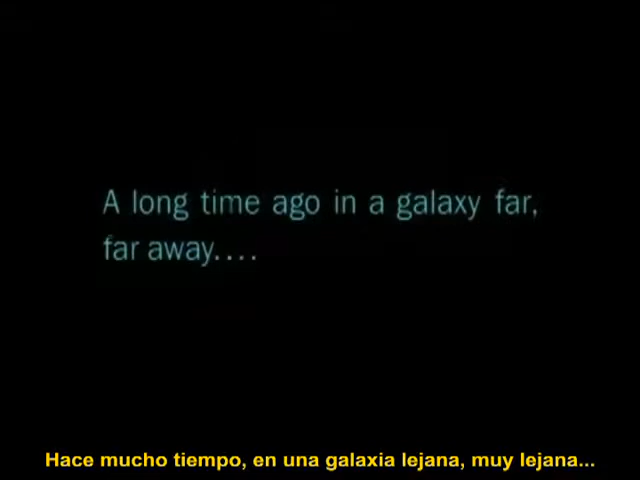 A long time ago in a galaxy far,
far away....
Hace mucho tiempo, en una galaxia lejana, muy lejana...